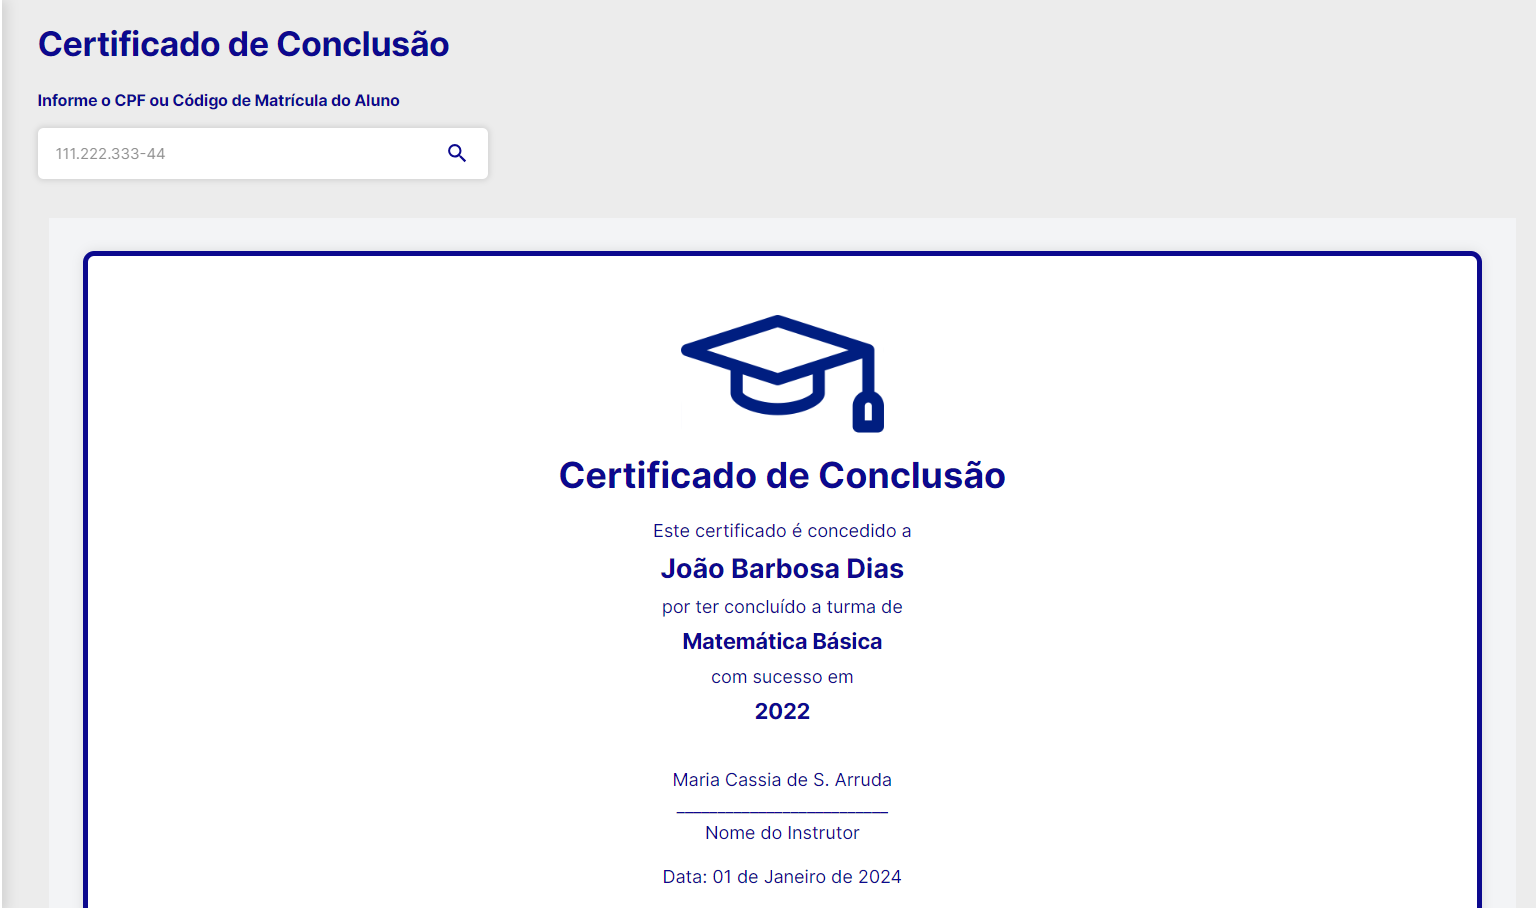 Certificado de Conclusão
Informe o CPF ou Código de Matrícula do Aluno
111.222.333-44
Certificado de Conclusão
Este certificado é concedido a
João Barbosa Dias
por ter concluído a turma de
Matemática Básica
com sucesso em
2022
Maria Cassia de S. Arruda
__________________________
Nome do Instrutor
Data: 01 de Janeiro de 2024